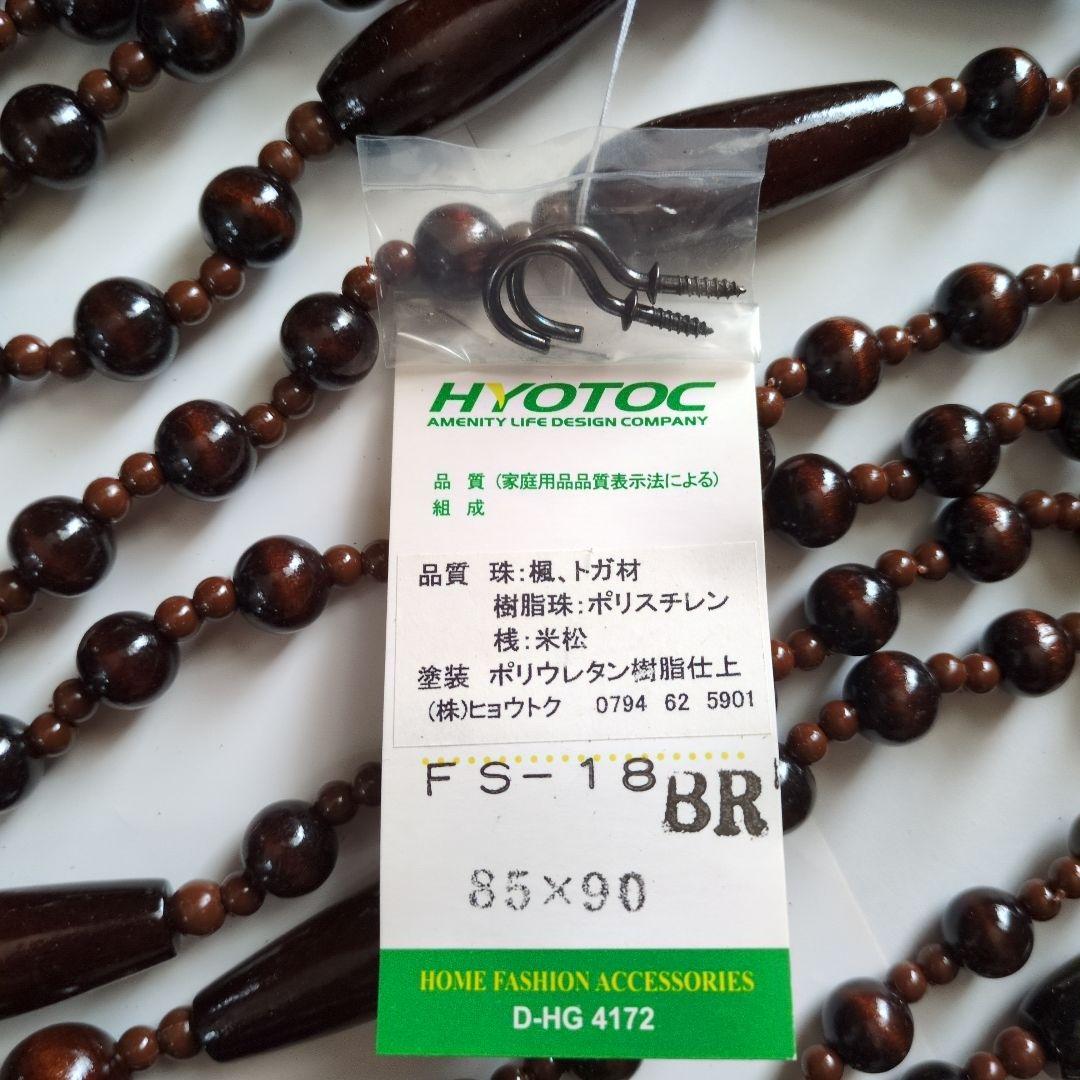 HYOTOC
AMENITY LIFE DESIGN COMPANY
品 質 (家庭用品品質表示法による)
組 成
品質 珠:楓、トガ材
樹脂珠:ポリスチレン
桟:米松
塗装 ポリウレタン樹脂仕上
(株)ヒョウトク 0794 62 5901
FS-18 BR
85×90
HOME FASHION ACCESSORIES
D-HG 4172